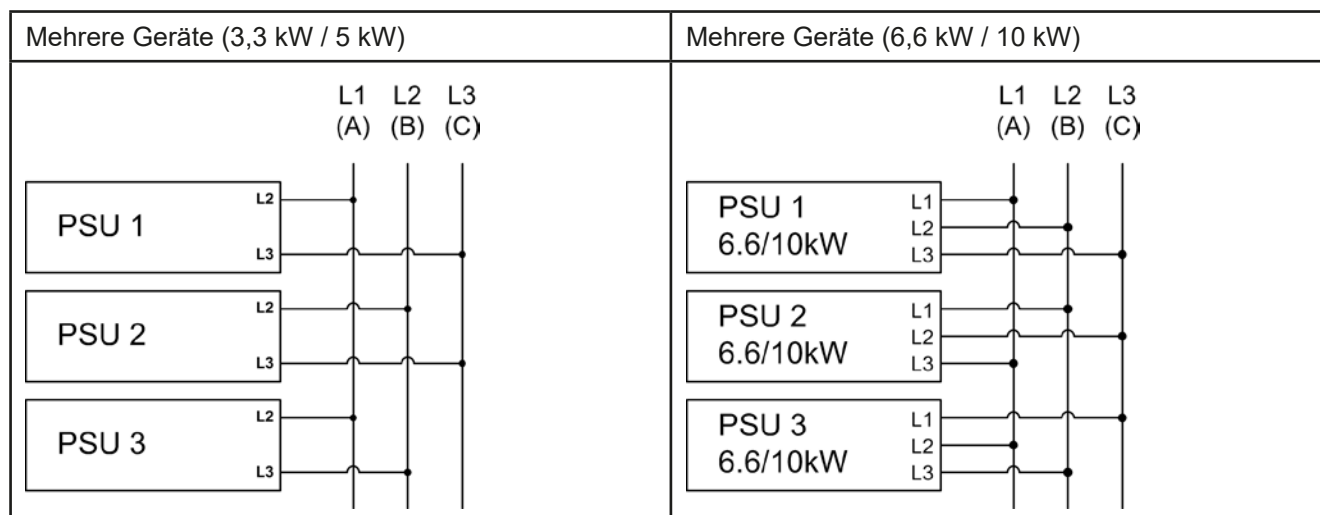 Mehrere Geräte (3,3 kW / 5 kW)
L1 L2 L3
(A) (B) (C)
L2
PSU 1
L3
L2
PSU 2
L3
L2
PSU 3
L3
Mehrere Geräte (6,6 kW / 10 kW)
L1 L2 L3
(A) (B) (C)
PSU 1
6.6/10kW
L1
L2
L3
PSU 2
6.6/10kW
L1
L2
L3
PSU 3
6.6/10kW
L1
L2
L3